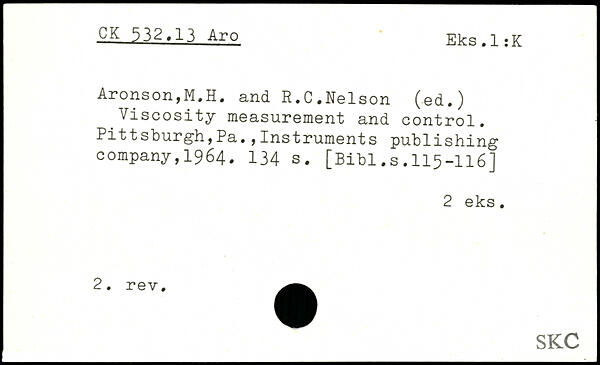 CK 532.13 Aro
Eks.1:K
Aronson,M.H. and R.C.Nelson (ed.)
Viscosity measurement and control.
Pittsburgh,Pa.,Instruments publishing
company,1964. 134 s. [Bibl.s.115-116]
2 eks.
2. rev.
SKC